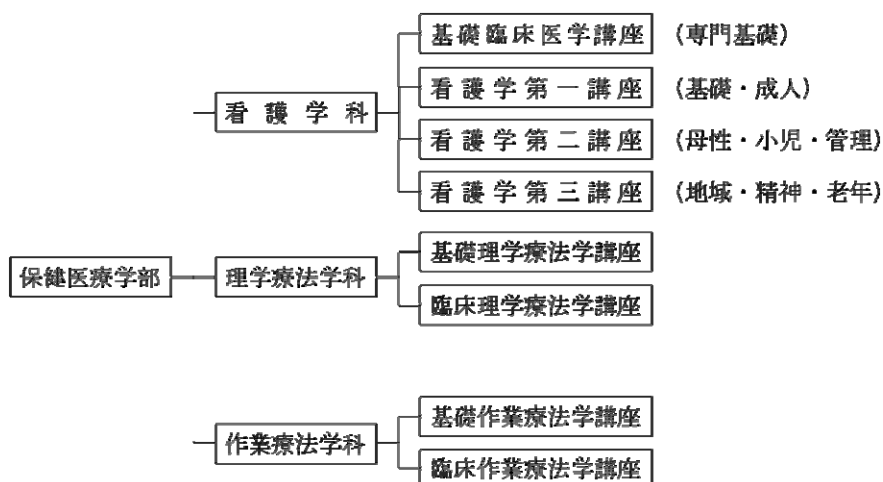 基礎臨床医学講座 (専門基礎)
看護学第一講座 (基礎・成人)
看護学科
看護学第二講座 (母性・小児・管理)
看護学第三講座 (地域・精神・老年)
基礎理学療法学講座
保健医療学部 理学療法学科
臨床理学療法学講座
基礎作業療法学講座
作業療法学科
臨床作業療法学講座